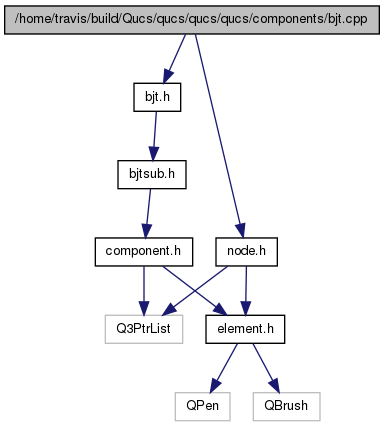 /home/travis/build/Qucs/qucs/qucs/qucs/components/bjt.cpp
bjt.h
bjtsub.h
component.h
node.h
Q3PtrList
element.h
QPen
QBrush